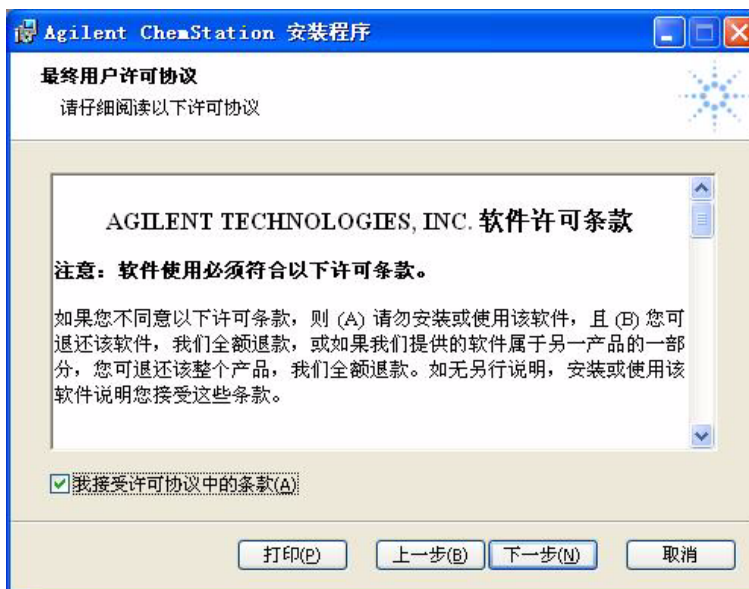 Agilent ChemStation 安装程序
最终用户许可协议
请仔细阅读以下许可协议
AGILENT TECHNOLOGIES, INC. 软件许可条款
注意：软件使用必须符合以下许可条款。
如果您不同意以下许可条款，则 (A) 请勿安装或使用该软件，且 (B) 您可
退还该软件，我们全额退款，或如果我们提供的软件属于另一产品的一部
分，您可退还该整个产品，我们全额退款。如无另行说明，安装或使用该
软件说明您接受这些条款。
我接受许可协议中的条款(A)
打印(P) 上一步(B) 下一步(N) 取消